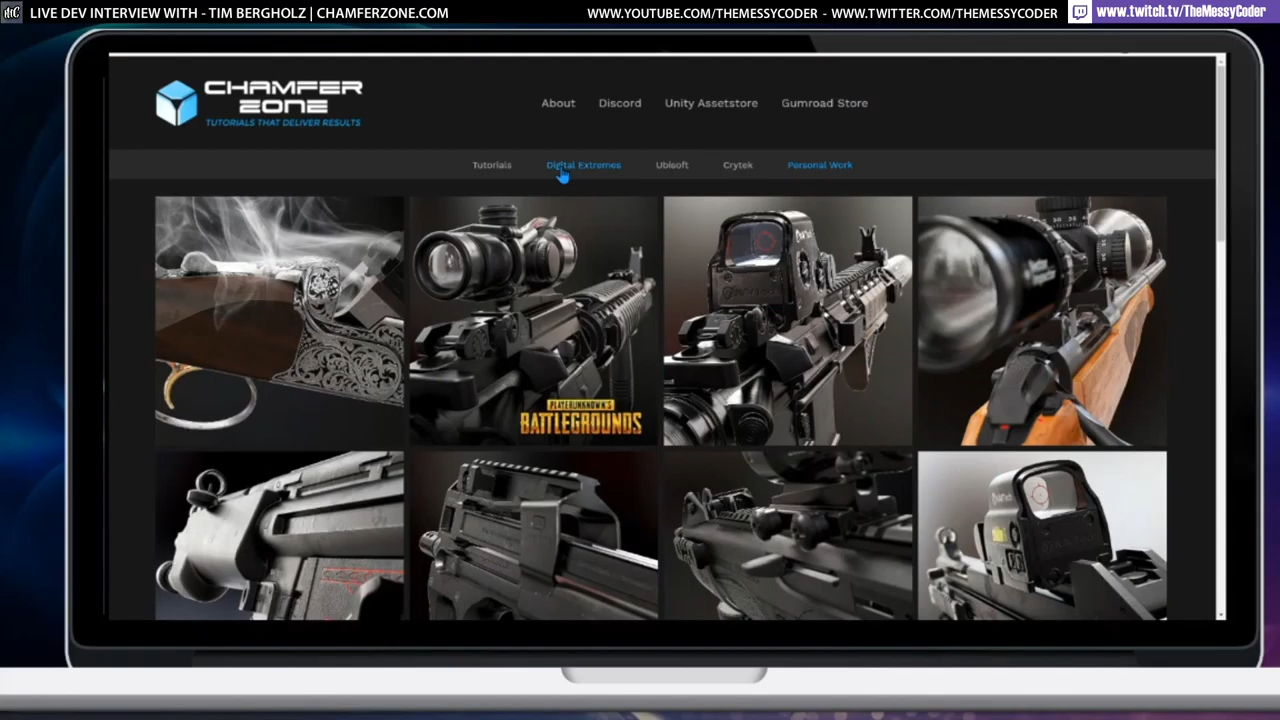 LIVE DEV INTERVIEW WITH - TIM BERGHOLZ | CHAMFERZONE.COM
WWW.YOUTUBE.COM/THEMESSYCODER - WWW.TWITTER.COM/THEMESSYCODER
www.twitch.tv/TheMessyCoder
CHAMFER
ZONE
TUTORIALS THAT DELIVER RESULTS
About Discord Unity Assetstore Gumroad Store
Tutorials Digital Extremes Ubisoft Crytek Personal Work
PLAYERUNKNOWN'S
BATTLEGROUNDS